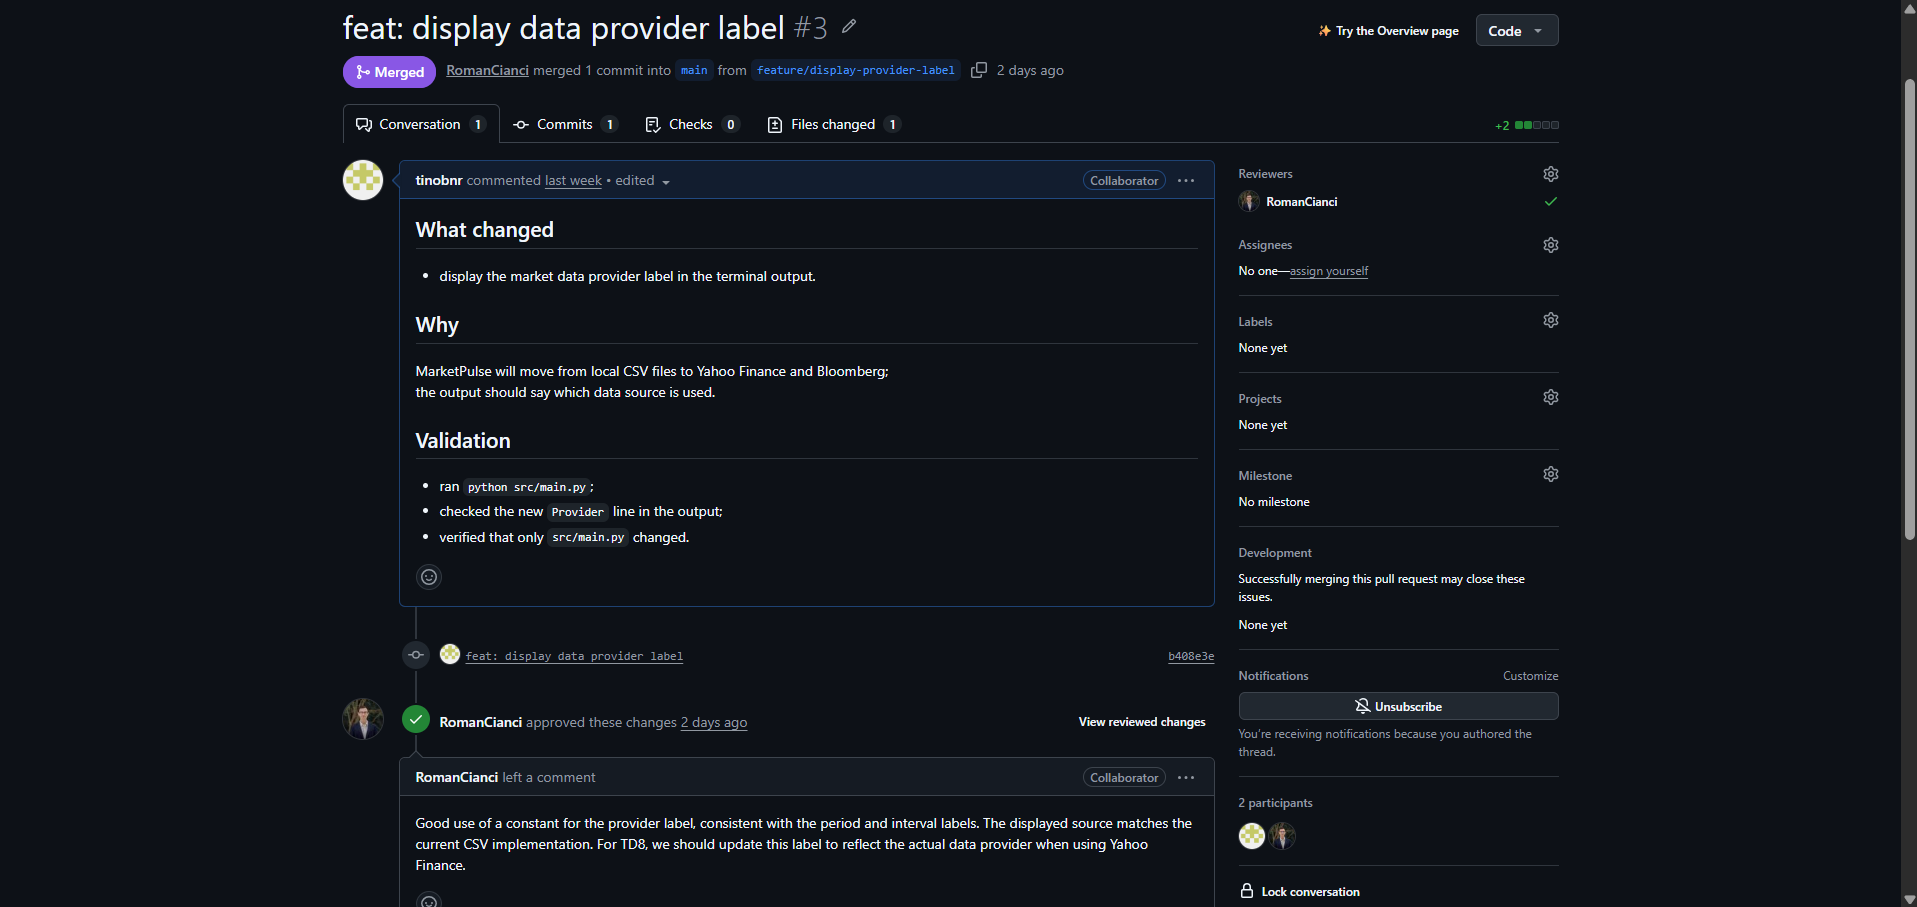 feat: display data provider label #3
Try the Overview page
Code
Merged
RomanCianci merged 1 commit into main from feature/display-provider-label 2 days ago
Conversation 1
Commits 1
Checks 0
Files changed 1
+2
tinobnr commented last week • edited
Collaborator
What changed
• display the market data provider label in the terminal output.
Why
MarketPulse will move from local CSV files to Yahoo Finance and Bloomberg;
the output should say which data source is used.
Validation
• ran python src/main.py;
• checked the new Provider line in the output;
• verified that only src/main.py changed.
feat: display data provider label
b408e3e
RomanCianci approved these changes 2 days ago
View reviewed changes
RomanCianci left a comment
Collaborator
Good use of a constant for the provider label, consistent with the period and interval labels. The displayed source matches the
current CSV implementation. For TD8, we should update this label to reflect the actual data provider when using Yahoo
Finance.
Reviewers
RomanCianci
Assignees
No one—assign yourself
Labels
None yet
Projects
None yet
Milestone
No milestone
Development
Successfully merging this pull request may close these
issues.
None yet
Notifications
Customize
Unsubscribe
You're receiving notifications because you authored the
thread.
2 participants
Lock conversation